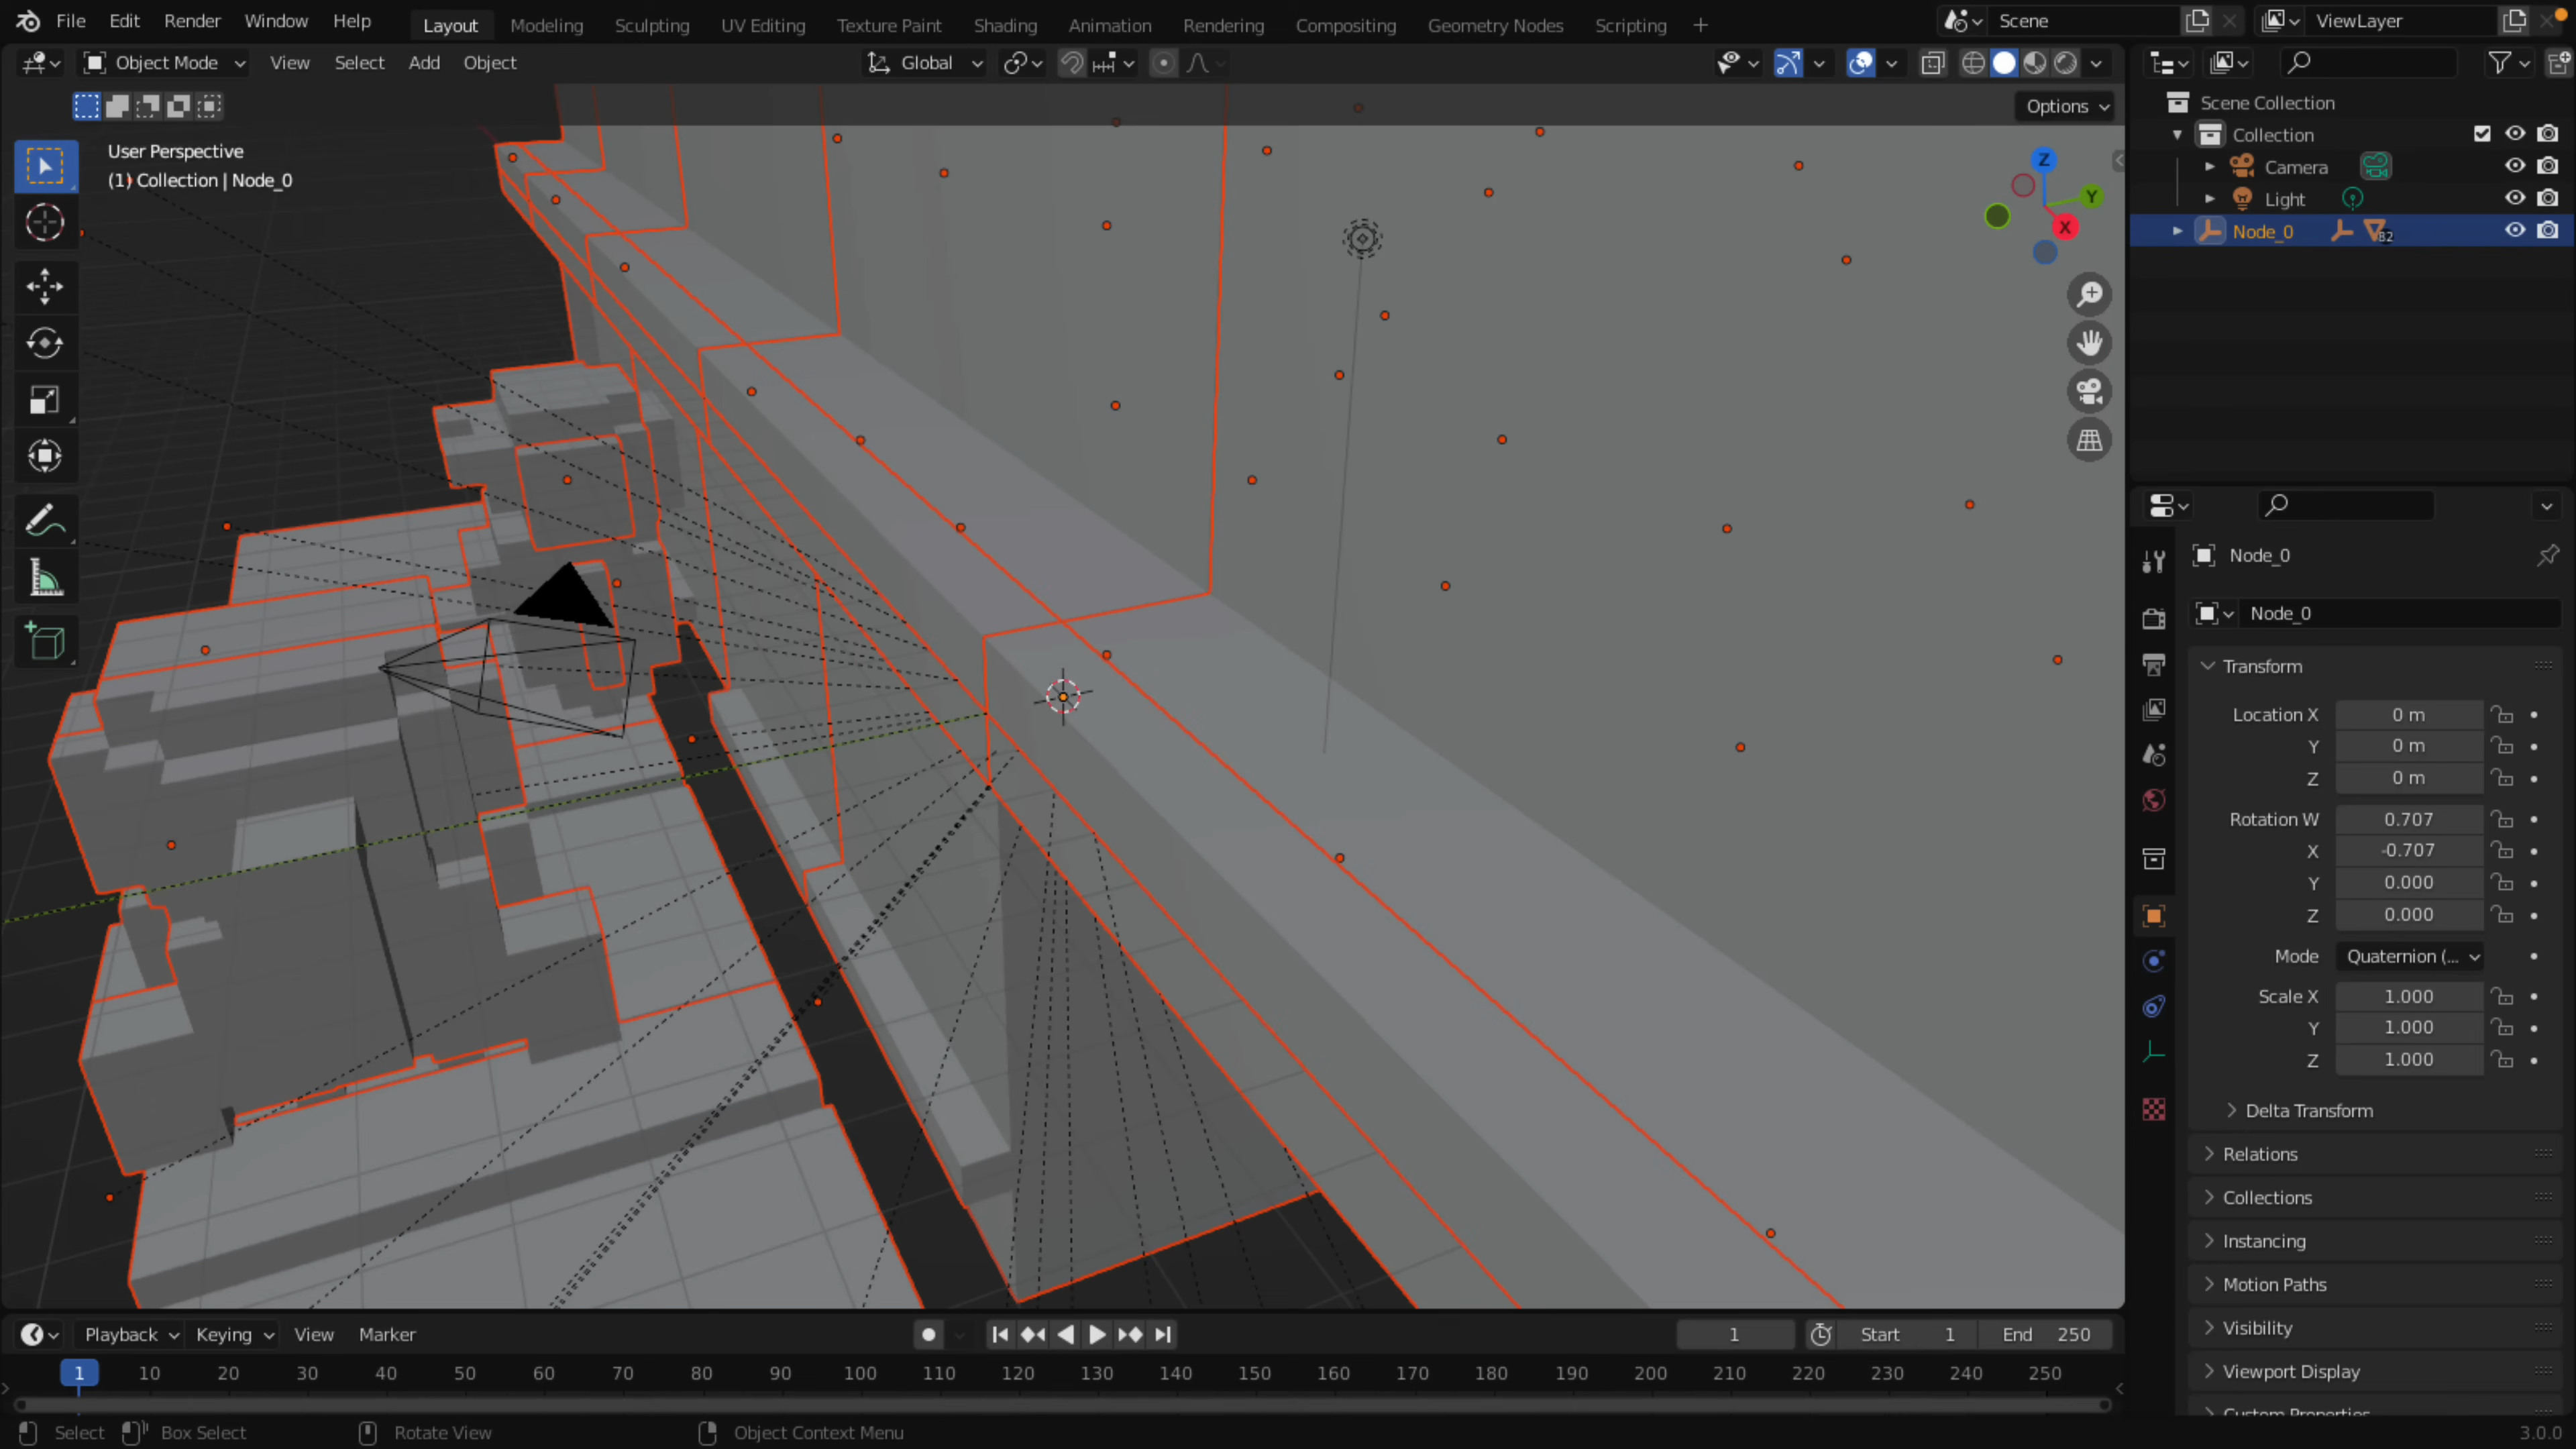 File Edit Render Window Help Layout Modeling Sculpting UV Editing Texture Paint Shading Animation Rendering Compositing Geometry Nodes Scripting + Scene ViewLayer
Object Mode View Select Add Object Global
Options
User Perspective
(1) Collection | Node_0
Z
Y
X
Scene Collection
Collection
Camera
Light
Node_0 82
Node_0
Node_0
Transform
Location X 0 m
Y 0 m
Z 0 m
Rotation W 0.707
X -0.707
Y 0.000
Z 0.000
Mode Quaternion (...
Scale X 1.000
Y 1.000
Z 1.000
Delta Transform
Relations
Collections
Instancing
Motion Paths
Visibility
Viewport Display
Custom Properties
Playback Keying View Marker 1 Start 1 End 250
1 10 20 30 40 50 60 70 80 90 100 110 120 130 140 150 160 170 180 190 200 210 220 230 240 250
Select Box Select Rotate View Object Context Menu 3.0.0